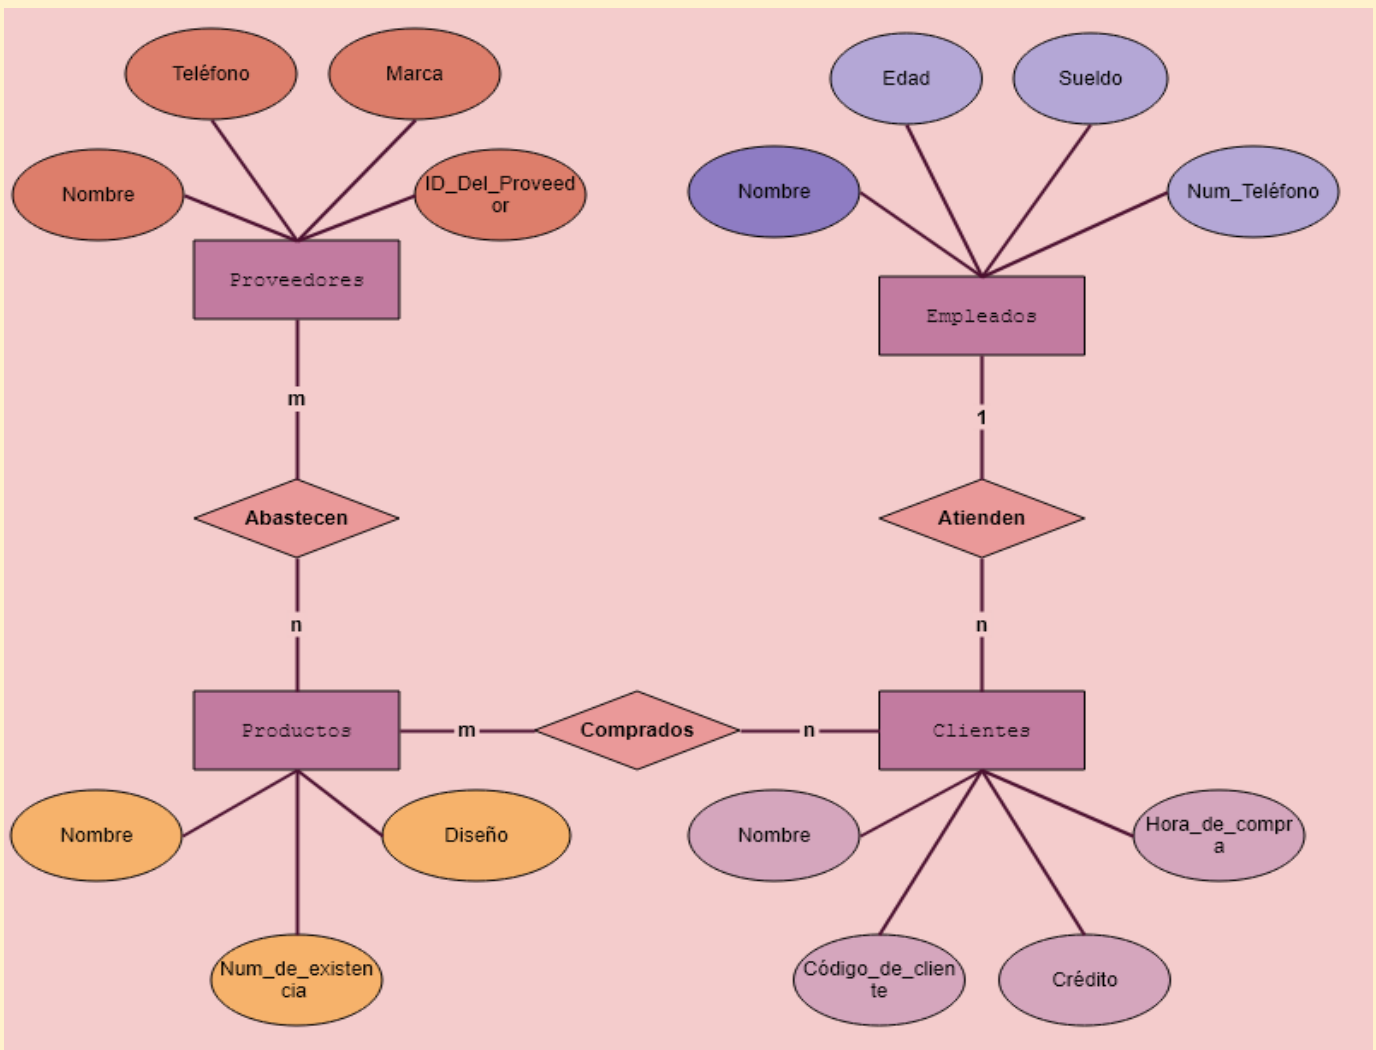 Teléfono
Marca
Edad
Sueldo
Nombre
ID_Del_Proveed
or
Nombre
Num_Teléfono
Proveedores
Empleados
m
1
Abastecen
Atienden
n
n
Productos
m
Comprados
n
Clientes
Nombre
Diseño
Nombre
Hora_de_compr
a
Num_de_existen
cia
Código_de_clien
te
Crédito